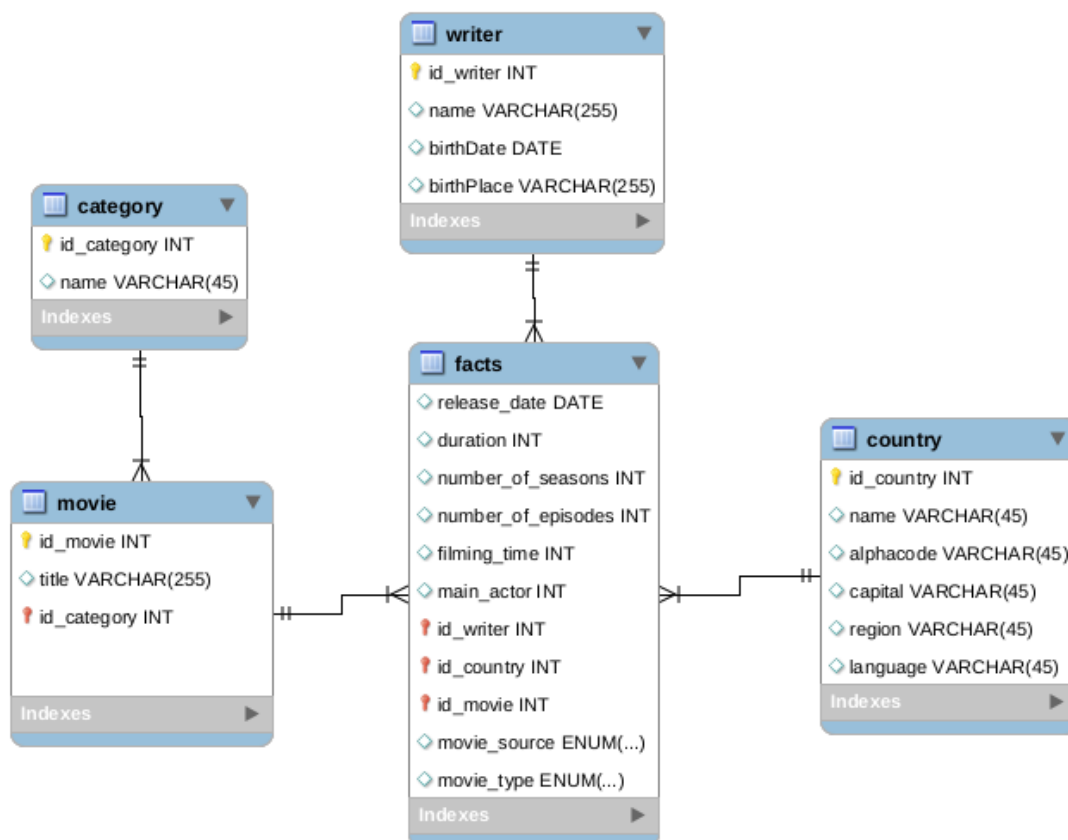 writer
id_writer INT
name VARCHAR(255)
birthDate DATE
birthPlace VARCHAR(255)
Indexes
category
id_category INT
name VARCHAR(45)
Indexes
facts
release_date DATE
duration INT
number_of_seasons INT
number_of_episodes INT
filming_time INT
main_actor INT
id_writer INT
id_country INT
id_movie INT
movie_source ENUM(...)
movie_type ENUM(...)
Indexes
country
id_country INT
name VARCHAR(45)
alphacode VARCHAR(45)
capital VARCHAR(45)
region VARCHAR(45)
language VARCHAR(45)
Indexes
movie
id_movie INT
title VARCHAR(255)
id_category INT
Indexes